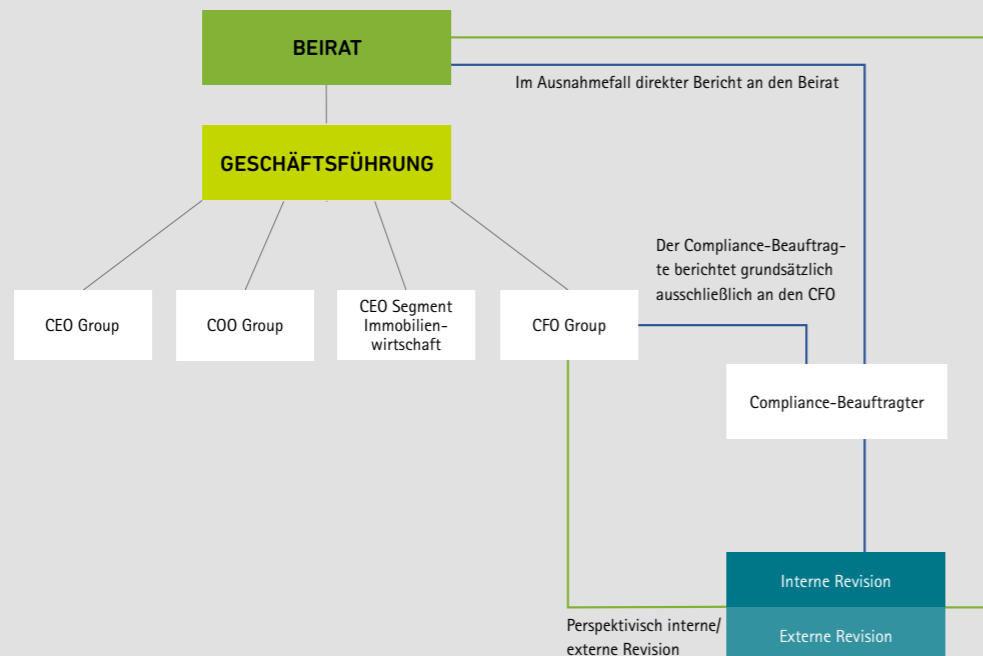 BEIRAT
Im Ausnahmefall direkter Bericht an den Beirat
GESCHÄFTSFÜHRUNG
Der Compliance-Beauftrag-
te berichtet grundsätzlich
ausschließlich an den CFO
CEO Group
COO Group
CEO Segment
Immobilien-
wirtschaft
CFO Group
Compliance-Beauftragter
Interne Revision
Perspektivisch interne/
externe Revision
Externe Revision